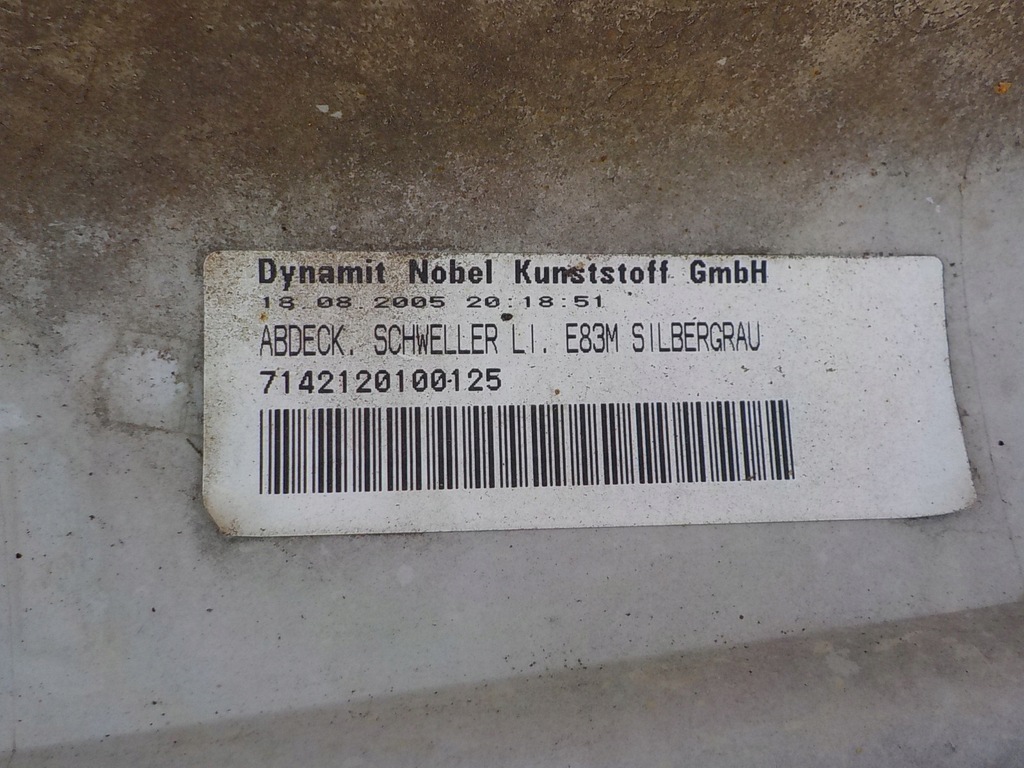 Dynamit Nobel Kunststoff GmbH
18.08.2005 20:18:51
ABDECK. SCHWELLER LI. E83M SILBERGRAU
7142120100125